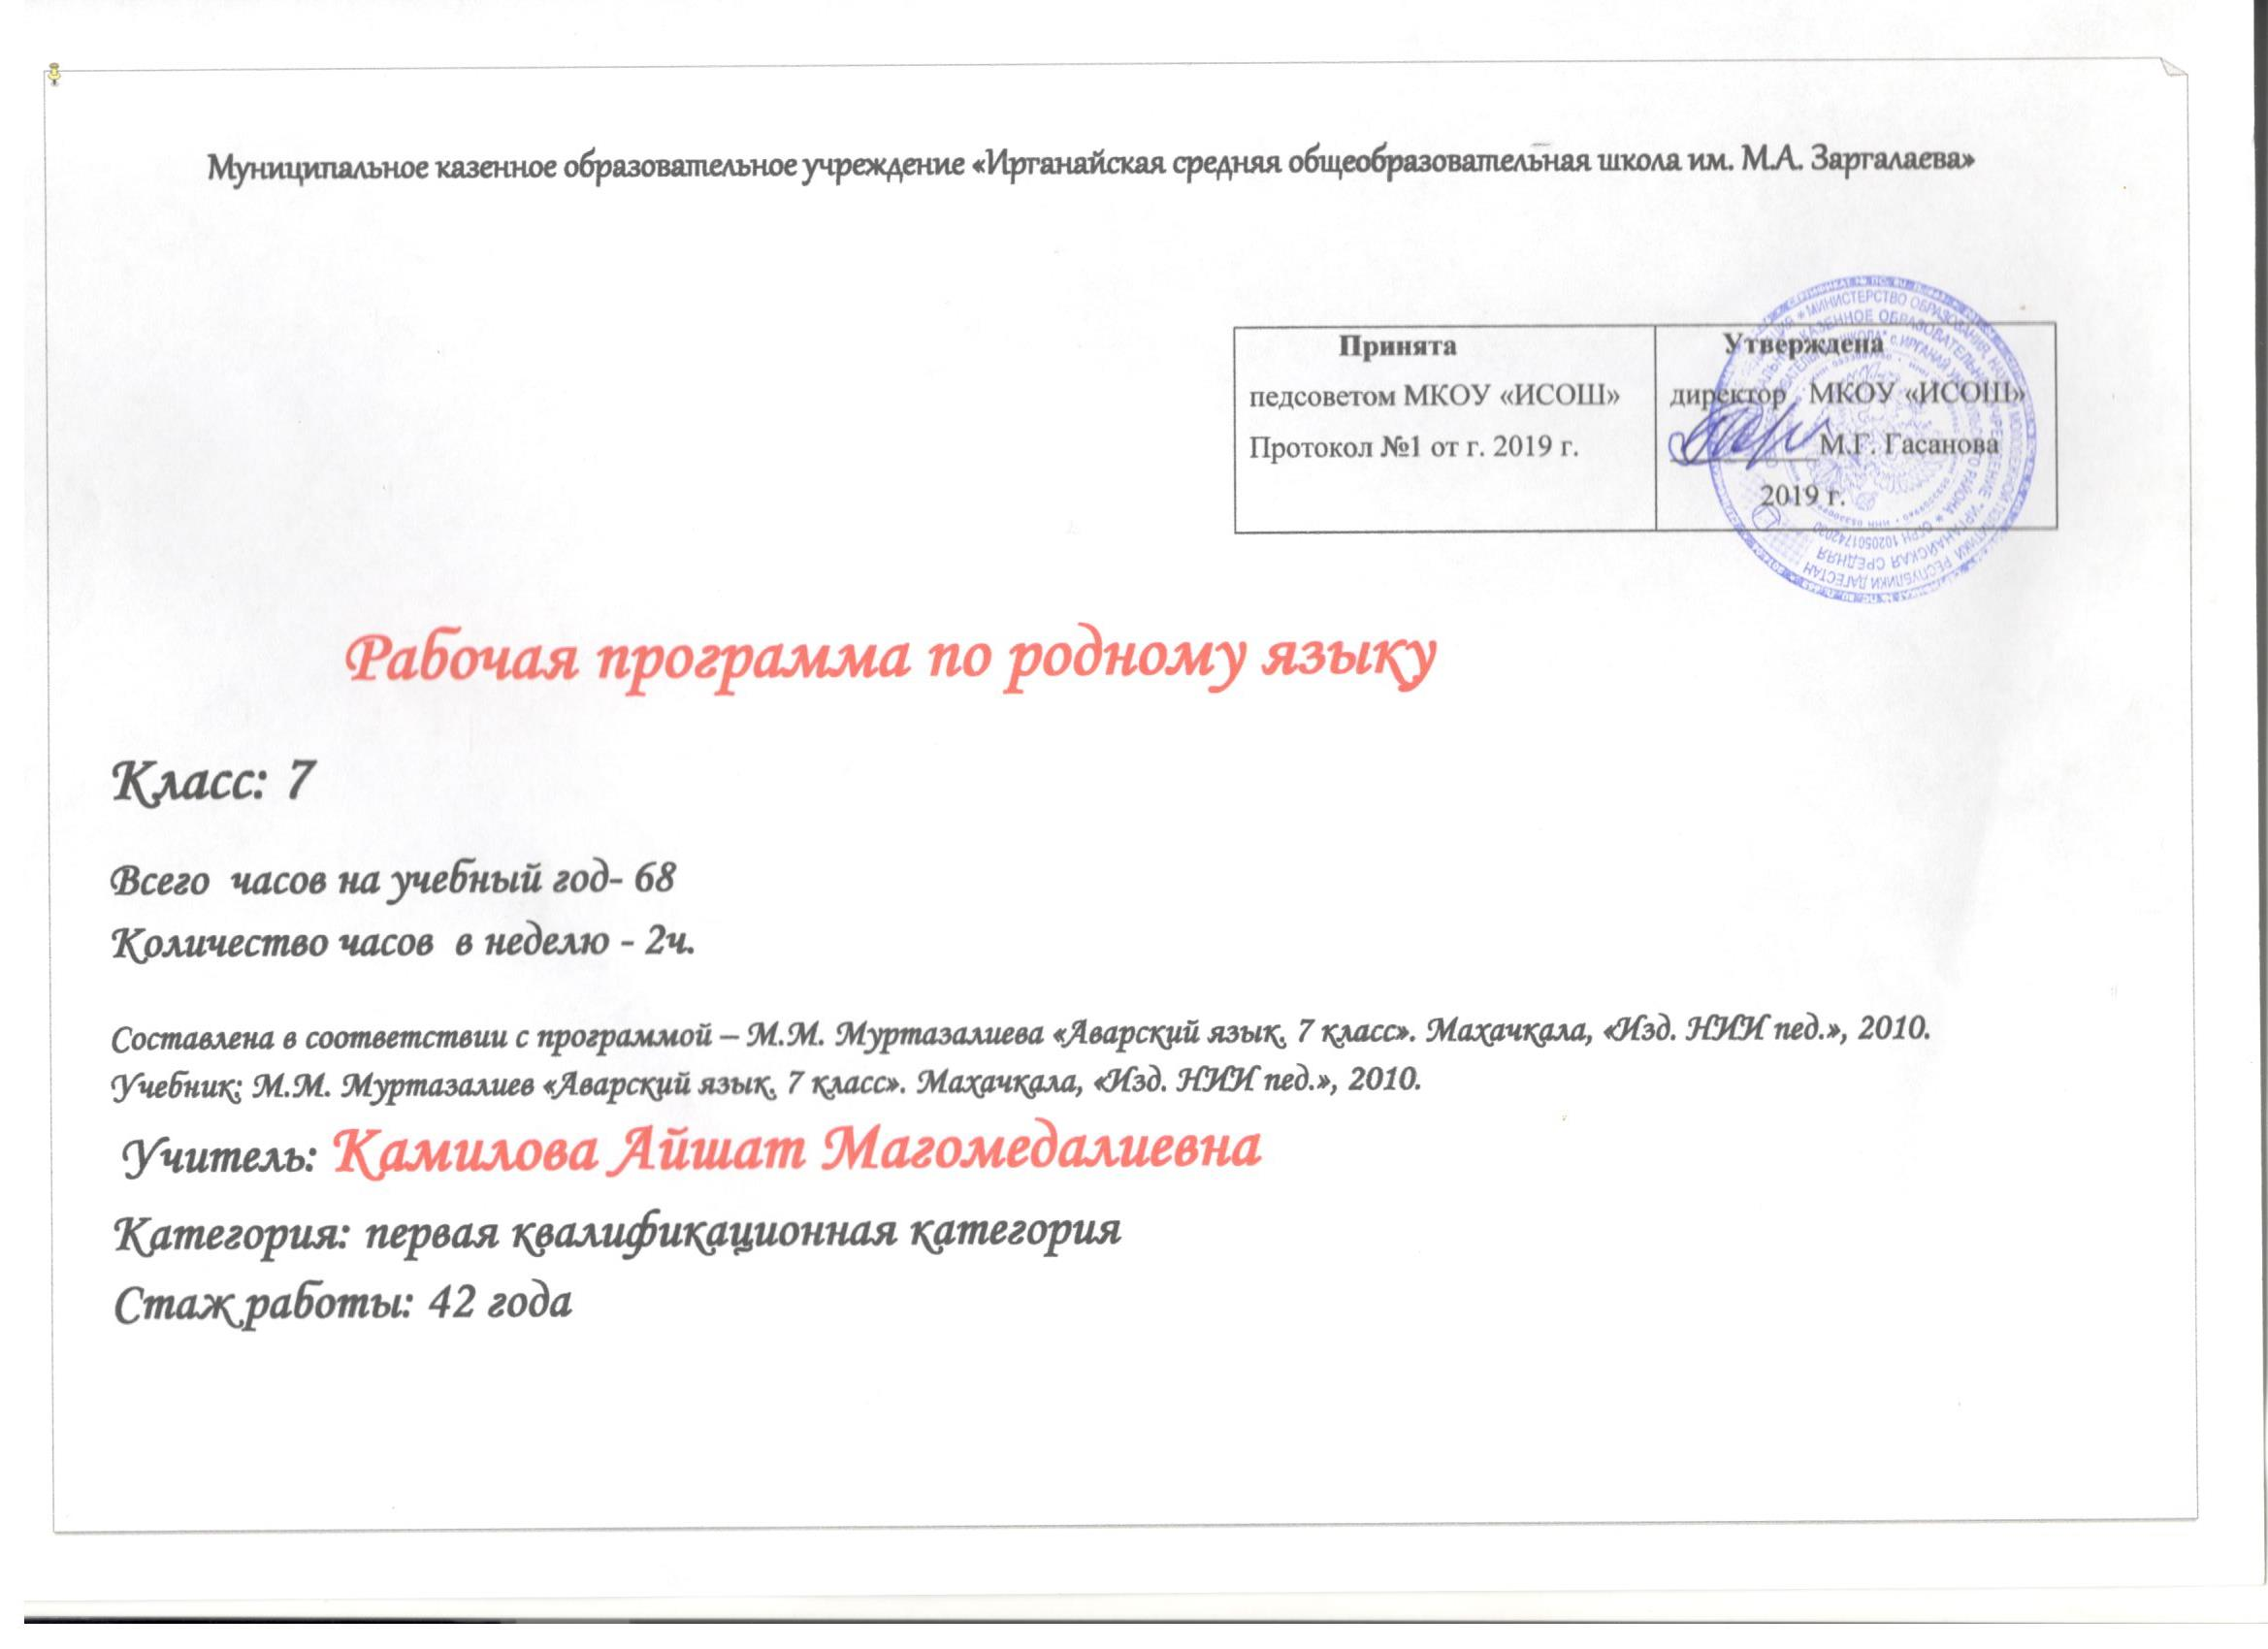 Муниципальное казенное образовательное учреждение «Ирганайская средняя общеобразовательная школа им. М.А. Заргалаева»
Принята
педсоветом МКОУ «ИСОШ»
Протокол №1 от г. 2019 г.
Утверждена
директор МКОУ «ИСОШ»
М.Г. Гасанова
2019 г.
Рабочая программа по родному языку
Класс: 7
Всего часов на учебный год- 68
Количество часов в неделю - 2ч.
Составлена в соответствии с программой – М.М. Муртазалиева «Аварский язык. 7 класс». Махачкала, «Изд. НИИ пед.», 2010.
Учебник: М.М. Муртазалиев «Аварский язык. 7 класс». Махачкала, «Изд. НИИ пед.», 2010.
Учитель: Камилова Айшат Магомедалиевна
Категория: первая квалификационная категория
Стаж работы: 42 года